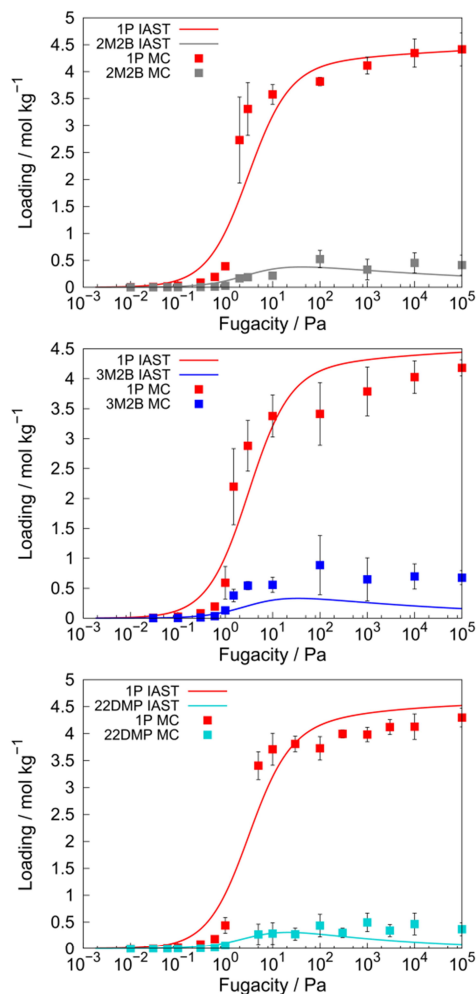 1P IAST
2M2B IAST
1P MC
2M2B MC
Loading / mol kg⁻¹
5
4.5
4
3.5
3
2.5
2
1.5
1
0.5
0
10⁻³ 10⁻² 10⁻¹ 10⁰ 10¹ 10² 10³ 10⁴ 10⁵
Fugacity / Pa
1P IAST
3M2B IAST
1P MC
3M2B MC
Loading / mol kg⁻¹
4.5
4
3.5
3
2.5
2
1.5
1
0.5
0
10⁻³ 10⁻² 10⁻¹ 10⁰ 10¹ 10² 10³ 10⁴ 10⁵
Fugacity / Pa
1P IAST
22DMP IAST
1P MC
22DMP MC
Loading / mol kg⁻¹
5
4.5
4
3.5
3
2.5
2
1.5
1
0.5
0
10⁻³ 10⁻² 10⁻¹ 10⁰ 10¹ 10² 10³ 10⁴ 10⁵
Fugacity / Pa